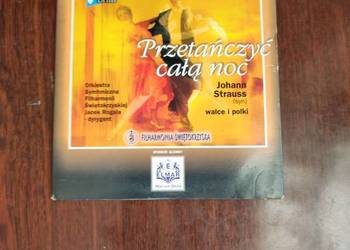 Przetańczyć
całą noc
Johann
Strauss
(syn)
walce i polki
Orkiestra
Symfoniczna
Filharmonii
Świętokrzyskiej
Jacek Rogala
- dyrygent
FILHARMONIA ŚWIĘTOKRZYSKA
E
ELMAR